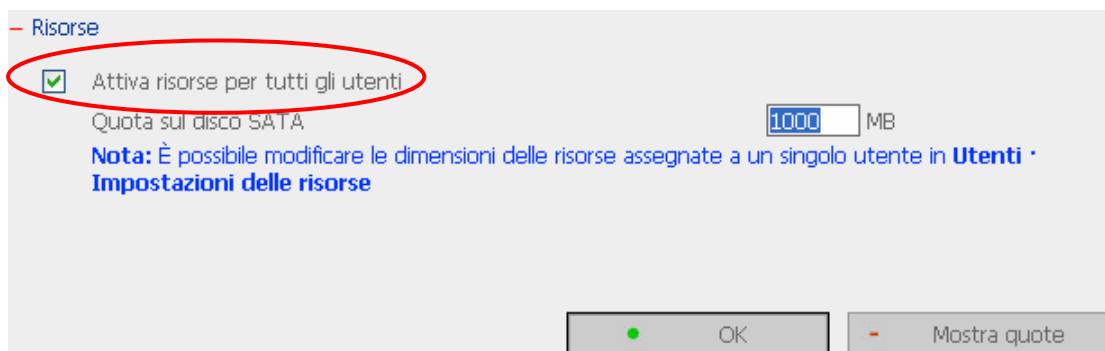 – Risorse
Attiva risorse per tutti gli utenti
Quota sul disco SATA 1000 MB
Nota: È possibile modificare le dimensioni delle risorse assegnate a un singolo utente in Utenti ·
Impostazioni delle risorse
OK - Mostra quote